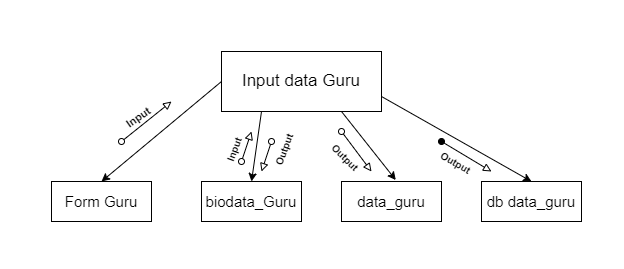 Input data Guru
Input
Input
Output
Output
Output
Form Guru
biodata_Guru
data_guru
db data_guru